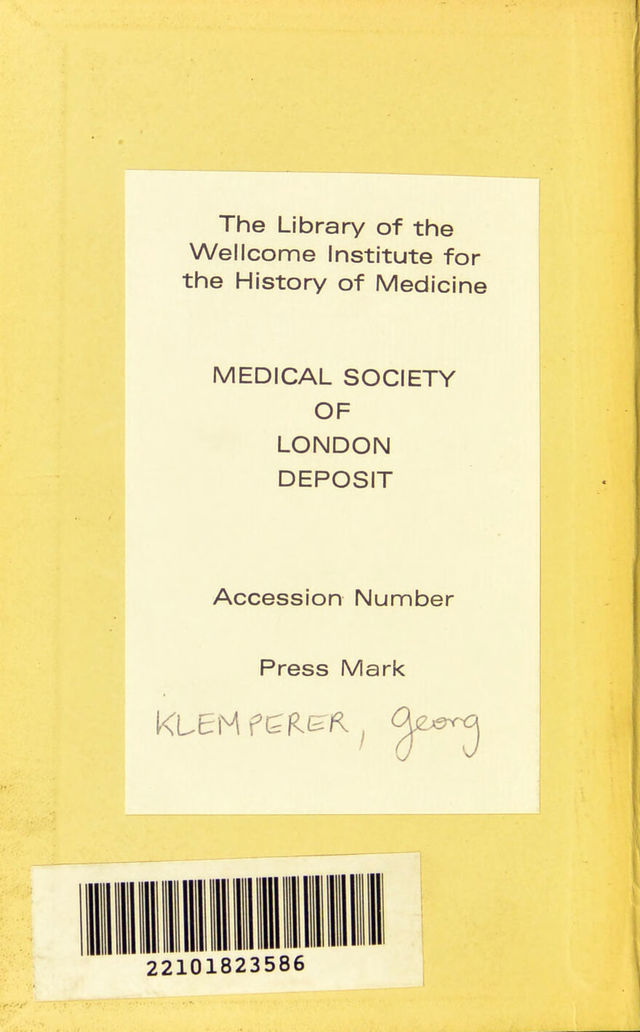 The Library of the
Wellcome Institute for
the History of Medicine
MEDICAL SOCIETY
OF
LONDON
DEPOSIT
Accession Number
Press Mark
KLEMPERER, Georg
22101823586